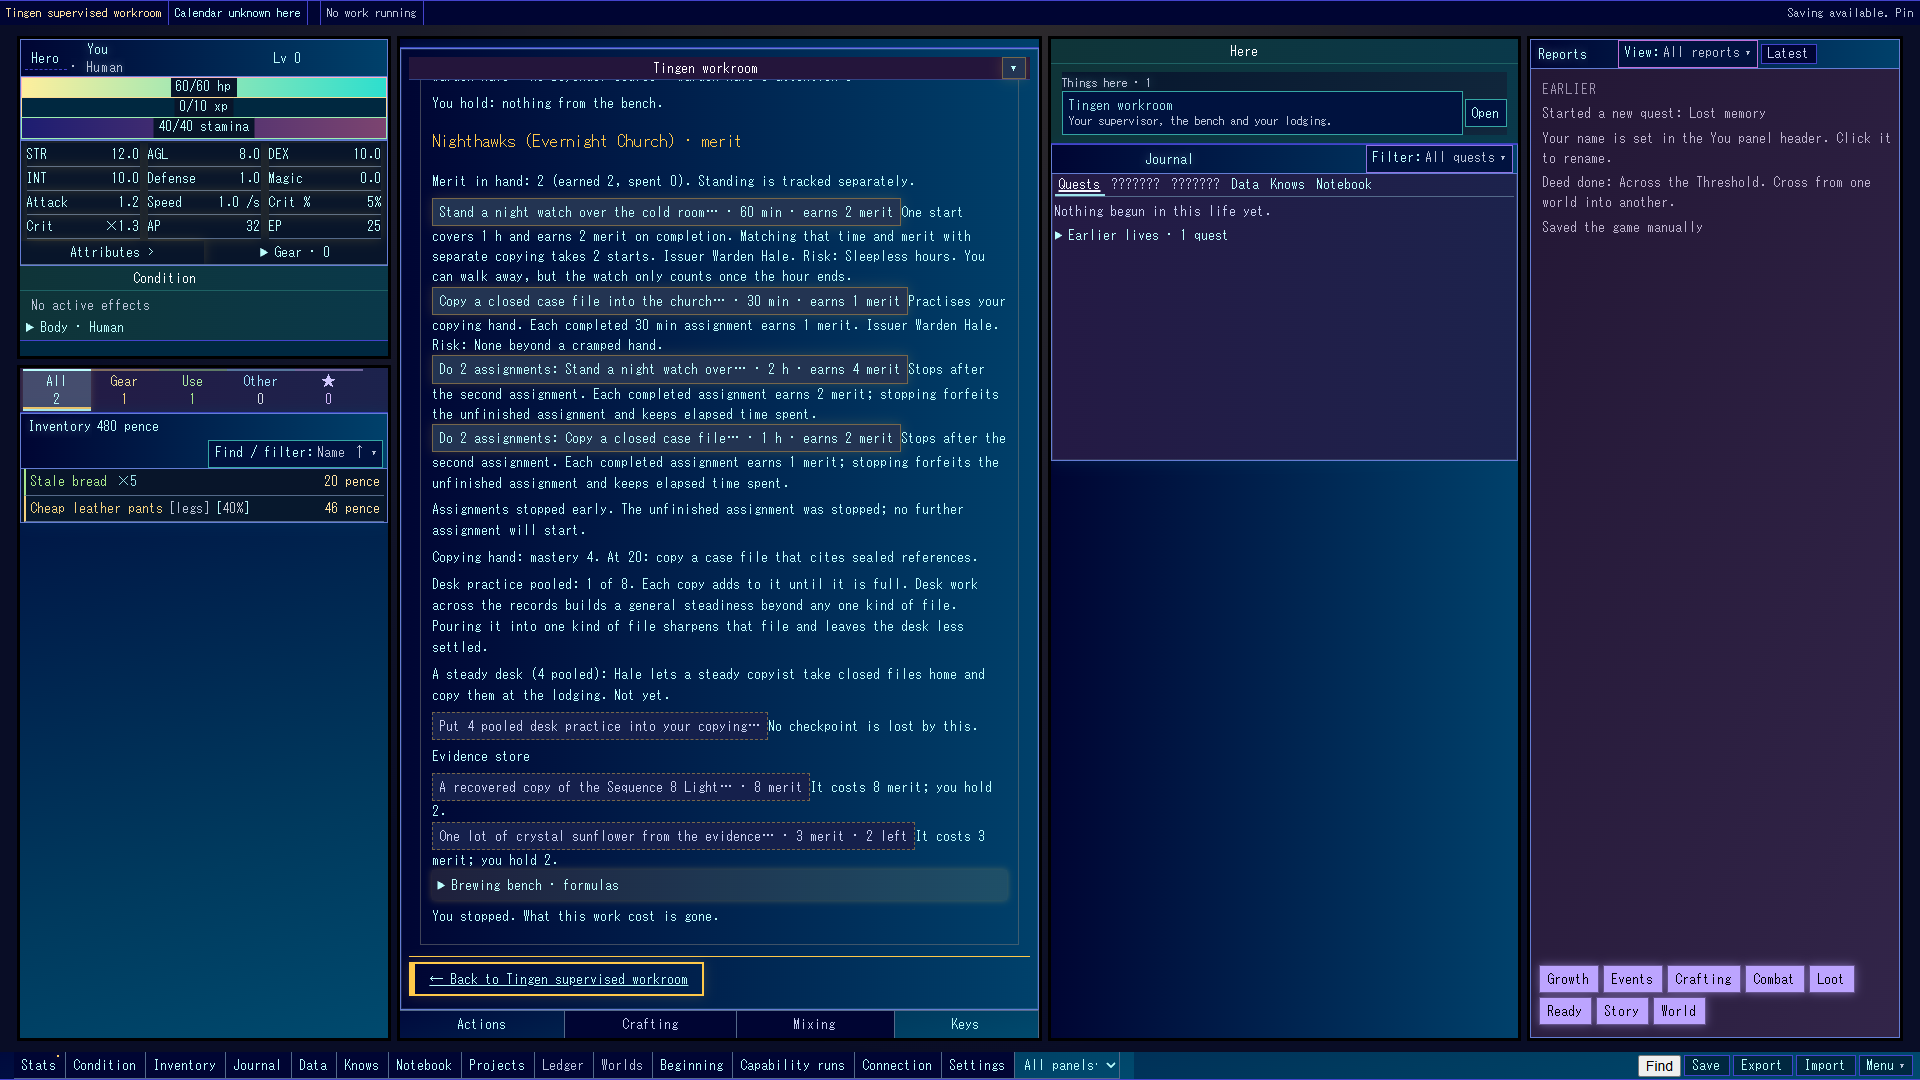 Tingen supervised workroom
Calendar unknown here
No work running
Saving available. Pin
Hero
You
Human
Lv 0
60/60 hp
0/10 xp
40/40 stamina
STR 12.0 AGL 8.0 DEX 10.0
INT 10.0 Defense 1.0 Magic 0.0
Attack 1.2 Speed 1.0 /s Crit % 5%
Crit ×1.3 AP 32 EP 25
Attributes >
▶ Gear · 0
Condition
No active effects
▶ Body · Human
All Gear Use Other ★
2 1 1 0 0
Inventory 480 pence
Find / filter: Name ↑ ▾
Stale bread ×5 20 pence
Cheap leather pants [legs] [40%] 46 pence
Tingen workroom
▾
You hold: nothing from the bench.
Nighthawks (Evernight Church) · merit
Merit in hand: 2 (earned 2, spent 0). Standing is tracked separately.
Stand a night watch over the cold room… · 60 min · earns 2 merit One start
covers 1 h and earns 2 merit on completion. Matching that time and merit with
separate copying takes 2 starts. Issuer Warden Hale. Risk: Sleepless hours. You
can walk away, but the watch only counts once the hour ends.
Copy a closed case file into the church… · 30 min · earns 1 merit Practises your
copying hand. Each completed 30 min assignment earns 1 merit. Issuer Warden Hale.
Risk: None beyond a cramped hand.
Do 2 assignments: Stand a night watch over… · 2 h · earns 4 merit Stops after
the second assignment. Each completed assignment earns 2 merit; stopping forfeits
the unfinished assignment and keeps elapsed time spent.
Do 2 assignments: Copy a closed case file… · 1 h · earns 2 merit Stops after the
second assignment. Each completed assignment earns 1 merit; stopping forfeits the
unfinished assignment and keeps elapsed time spent.
Assignments stopped early. The unfinished assignment was stopped; no further
assignment will start.
Copying hand: mastery 4. At 20: copy a case file that cites sealed references.
Desk practice pooled: 1 of 8. Each copy adds to it until it is full. Desk work
across the records builds a general steadiness beyond any one kind of file.
Pouring it into one kind of file sharpens that file and leaves the desk less
settled.
A steady desk (4 pooled): Hale lets a steady copyist take closed files home and
copy them at the lodging. Not yet.
Put 4 pooled desk practice into your copying… No checkpoint is lost by this.
Evidence store
A recovered copy of the Sequence 8 Light… · 8 merit It costs 8 merit; you hold
2.
One lot of crystal sunflower from the evidence… · 3 merit · 2 left It costs 3
merit; you hold 2.
▶ Brewing bench · formulas
You stopped. What this work cost is gone.
← Back to Tingen supervised workroom
Actions
Crafting
Mixing
Keys
Here
Things here · 1
Tingen workroom
Your supervisor, the bench and your lodging.
Open
Journal
Filter: All quests ▾
Quests ??????? ??????? Data Knows Notebook
Nothing begun in this life yet.
▶ Earlier lives · 1 quest
Reports
View: All reports ▾
Latest
EARLIER
Started a new quest: Lost memory
Your name is set in the You panel header. Click it
to rename.
Deed done: Across the Threshold. Cross from one
world into another.
Saved the game manually
Growth Events Crafting Combat Loot
Ready Story World
Stats Condition Inventory Journal Data Knows Notebook Projects Ledger Worlds Beginning Capability runs Connection Settings All panels·
Find Save Export Import Menu ▾